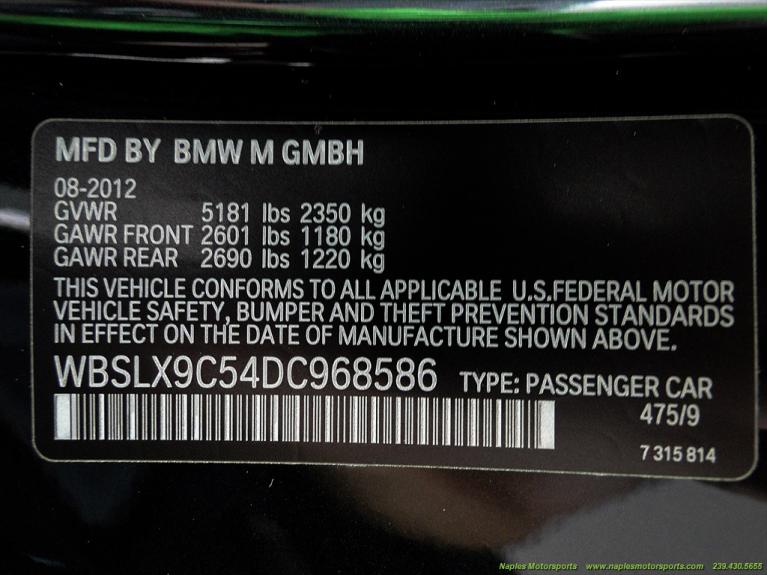 MFD BY BMW M GMBH
08-2012
GVWR 5181 lbs 2350 kg
GAWR FRONT 2601 lbs 1180 kg
GAWR REAR 2690 lbs 1220 kg
THIS VEHICLE CONFORMS TO ALL APPLICABLE U.S.FEDERAL MOTOR
VEHICLE SAFETY, BUMPER AND THEFT PREVENTION STANDARDS
IN EFFECT ON THE DATE OF MANUFACTURE SHOWN ABOVE.
WBSLX9C54DC968586 TYPE: PASSENGER CAR
475/9
7 315 814
Naples Motorsports - www.naplesmotorsports.com - 239.430.5655